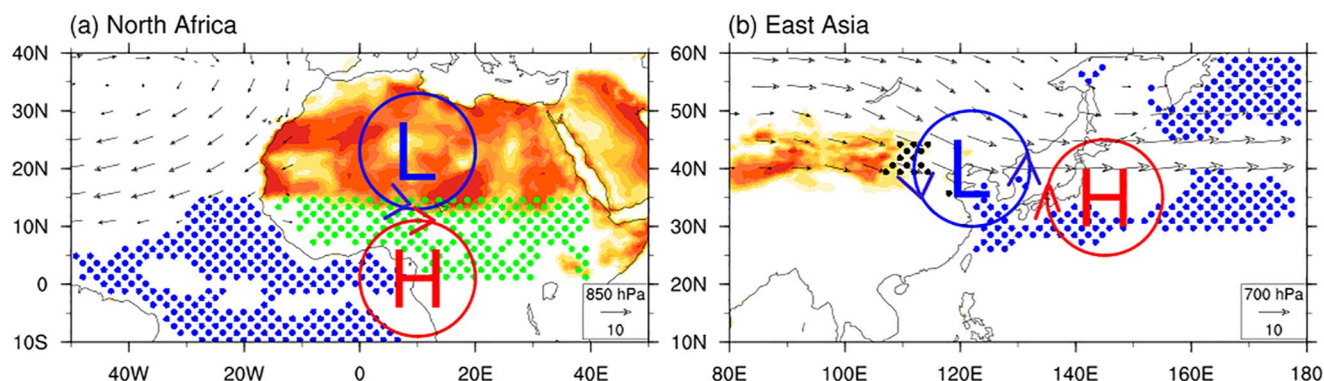 (a) North Africa
40N
30N
20N
10N
0
10S
40W
20W
0
20E
40E
L
H
850 hPa
10
(b) East Asia
60N
50N
40N
30N
20N
10N
80E
100E
120E
140E
160E
180
L
H
700 hPa
10